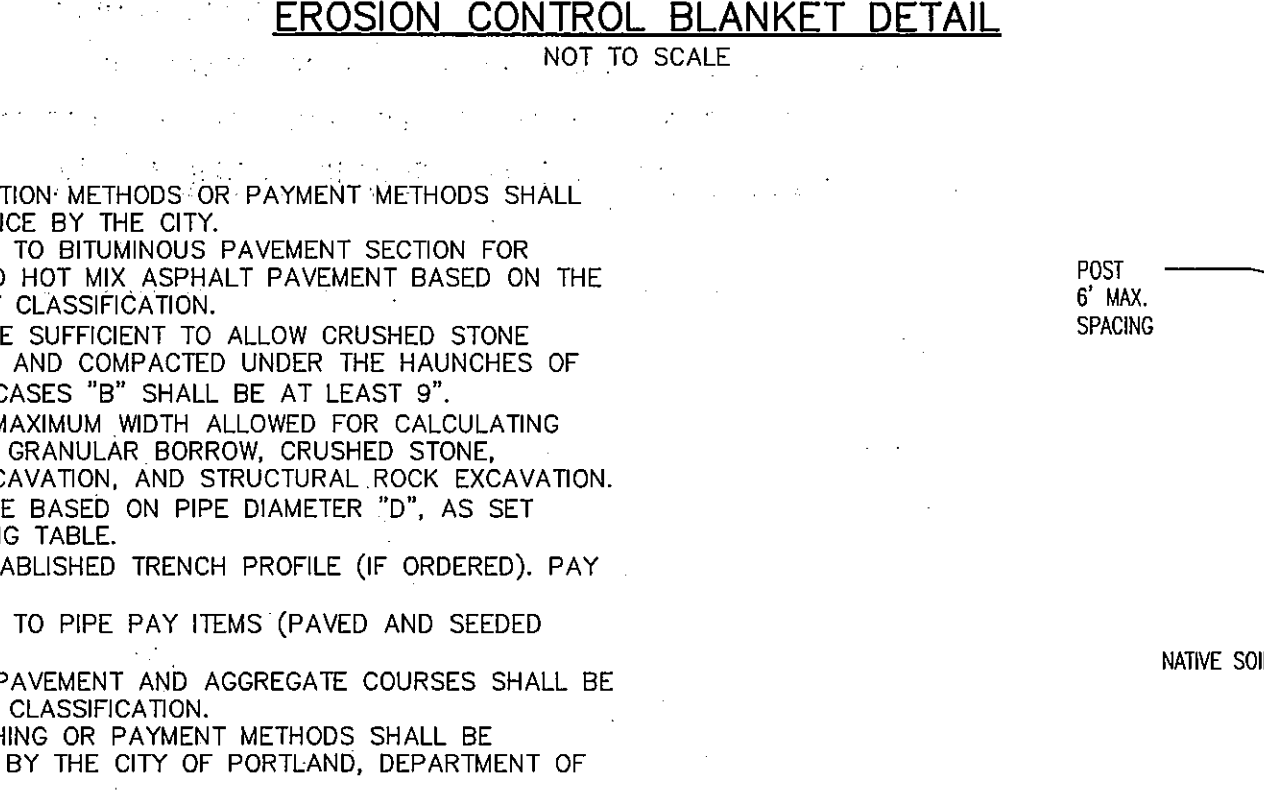 EROSION CONTROL BLANKET DETAIL
NOT TO SCALE
TION METHODS OR PAYMENT METHODS SHALL
ICE BY THE CITY.
TO BITUMINOUS PAVEMENT SECTION FOR
HOT MIX ASPHALT PAVEMENT BASED ON THE
CLASSIFICATION.
E SUFFICIENT TO ALLOW CRUSHED STONE
AND COMPACTED UNDER THE HAUNCHES OF
CASES "B" SHALL BE AT LEAST 9".
MAXIMUM WIDTH ALLOWED FOR CALCULATING
GRANULAR BORROW, CRUSHED STONE,
CAVATION, AND STRUCTURAL ROCK EXCAVATION.
E BASED ON PIPE DIAMETER "D", AS SET
G TABLE.
ABLISHED TRENCH PROFILE (IF ORDERED). PAY
TO PIPE PAY ITEMS (PAVED AND SEEDED
PAVEMENT AND AGGREGATE COURSES SHALL BE
CLASSIFICATION.
HING OR PAYMENT METHODS SHALL BE
BY THE CITY OF PORTLAND, DEPARTMENT OF
POST
6' MAX.
SPACING
NATIVE SOI